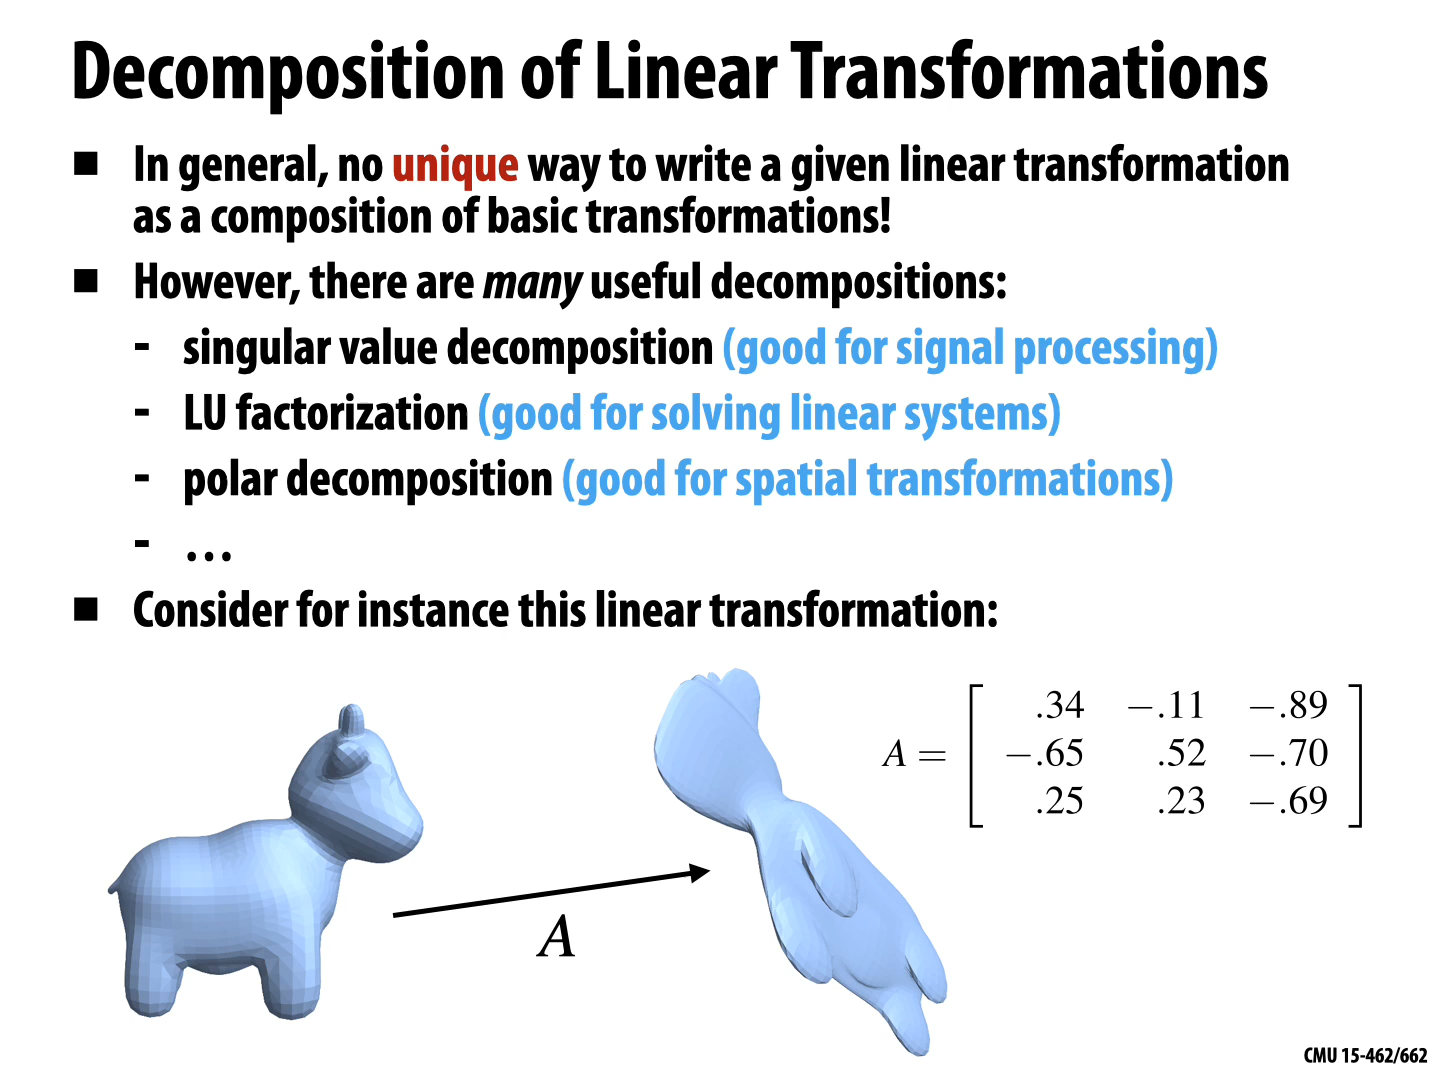 Decomposition of Linear Transformations
■ In general, no unique way to write a given linear transformation
as a composition of basic transformations!
■ However, there are many useful decompositions:
- singular value decomposition (good for signal processing)
- LU factorization (good for solving linear systems)
- polar decomposition (good for spatial transformations)
- …
■ Consider for instance this linear transformation:
.34 −.11 −.89
A = −.65 .52 −.70
.25 .23 −.69
A
CMU 15-462/662